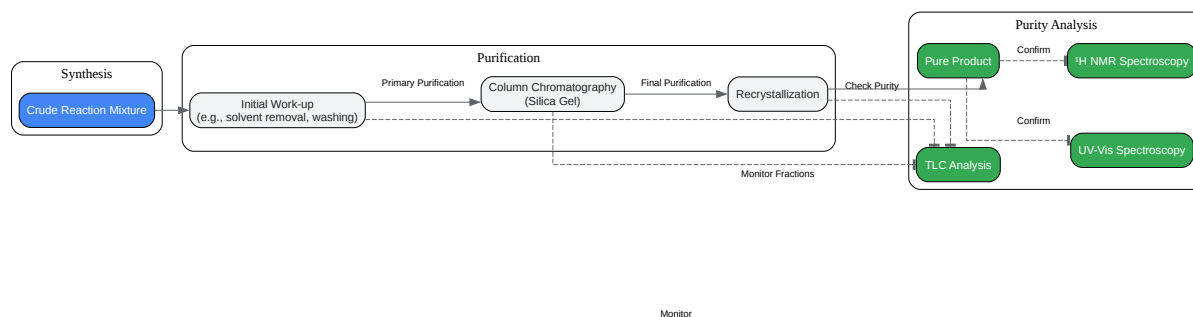 Purity Analysis
Synthesis
Purification
Crude Reaction Mixture
Initial Work-up
(e.g., solvent removal, washing)
Primary Purification
Column Chromatography
(Silica Gel)
Final Purification
Recrystallization
Check Purity
Pure Product
Confirm
¹H NMR Spectroscopy
Confirm
UV-Vis Spectroscopy
TLC Analysis
Monitor Fractions
Monitor